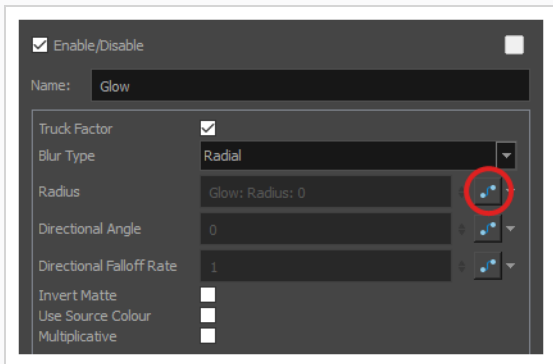 Enable/Disable
Name: Glow
Truck Factor
Blur Type Radial
Radius Glow: Radius: 0
Directional Angle 0
Directional Falloff Rate 1
Invert Matte
Use Source Colour
Multiplicative